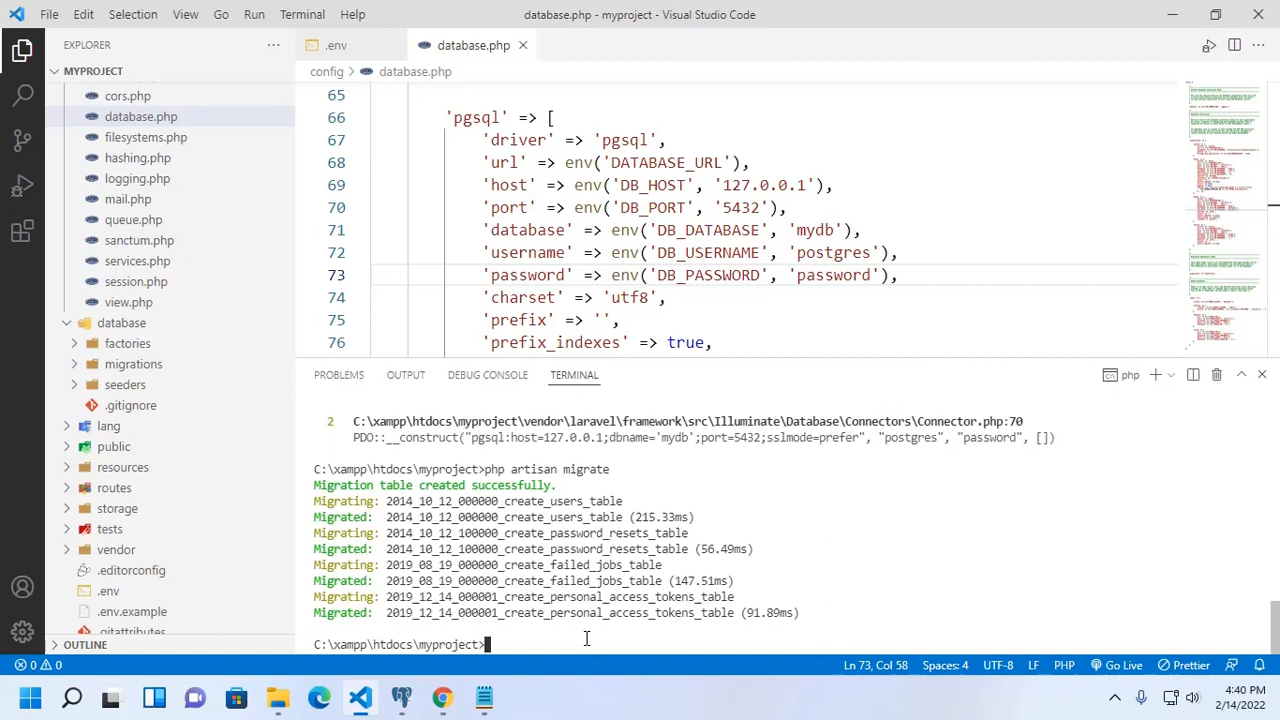 File Edit Selection View Go Run Terminal Help database.php - myproject - Visual Studio Code
EXPLORER
MYPROJECT
cors.php
database.php
filesystems.php
hashing.php
logging.php
mail.php
queue.php
sanctum.php
services.php
session.php
view.php
database
factories
migrations
seeders
.gitignore
lang
public
resources
routes
storage
tests
vendor
.editorconfig
.env
.env.example
.gitattributes
OUTLINE
.env database.php
config > database.php
65
66 'pgsql' => [
67 'driver' => 'pgsql',
68 'url' => env('DATABASE_URL'),
69 'host' => env('DB_HOST', '127.0.0.1'),
70 'port' => env('DB_PORT', '5432'),
71 'database' => env('DB_DATABASE', 'mydb'),
72 'username' => env('DB_USERNAME', 'postgres'),
73 'password' => env('DB_PASSWORD', 'password'),
74 'charset' => 'utf8',
75 'prefix' => '',
76 'prefix_indexes' => true,
PROBLEMS OUTPUT DEBUG CONSOLE TERMINAL php
2 C:\xampp\htdocs\myproject\vendor\laravel\framework\src\Illuminate\Database\Connectors\Connector.php:70
PDO::__construct("pgsql:host=127.0.0.1;dbname='mydb';port=5432;sslmode=prefer", "postgres", "password", [])
C:\xampp\htdocs\myproject>php artisan migrate
Migration table created successfully.
Migrating: 2014_10_12_000000_create_users_table
Migrated: 2014_10_12_000000_create_users_table (215.33ms)
Migrating: 2014_10_12_100000_create_password_resets_table
Migrated: 2014_10_12_100000_create_password_resets_table (56.49ms)
Migrating: 2019_08_19_000000_create_failed_jobs_table
Migrated: 2019_08_19_000000_create_failed_jobs_table (147.51ms)
Migrating: 2019_12_14_000001_create_personal_access_tokens_table
Migrated: 2019_12_14_000001_create_personal_access_tokens_table (91.89ms)
C:\xampp\htdocs\myproject>
0 0 Ln 73, Col 58 Spaces: 4 UTF-8 LF PHP Go Live Prettier
4:40 PM
2/14/2022